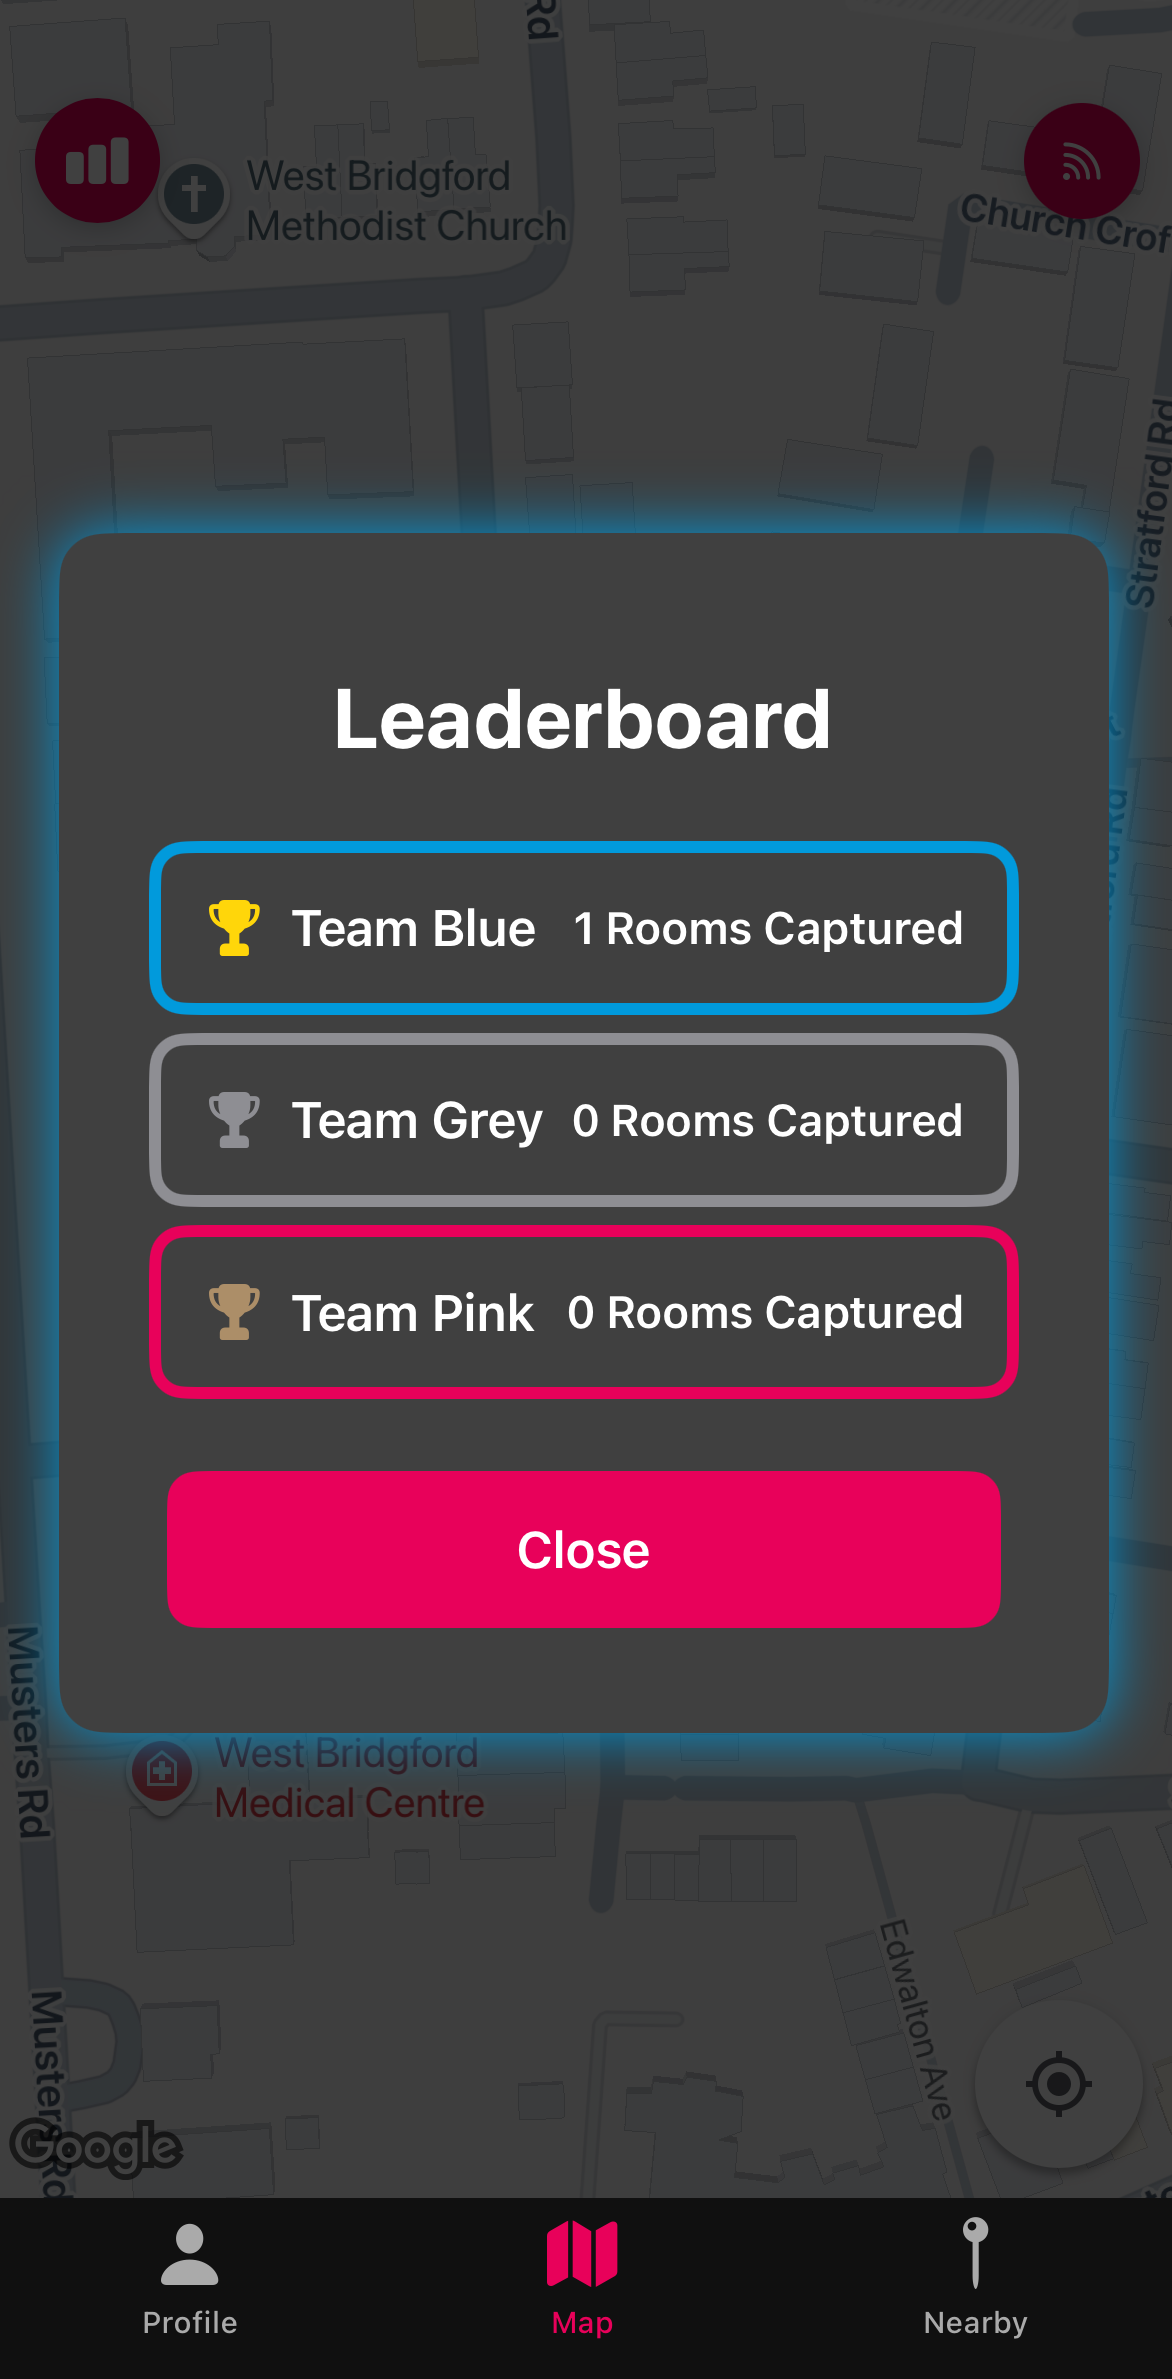 Rd
West Bridgford
Methodist Church
Church Crof
Stratford Rd
Leaderboard
Team Blue 1 Rooms Captured
Team Grey 0 Rooms Captured
Team Pink 0 Rooms Captured
Close
Musters Rd
West Bridgford
Medical Centre
Edwalton Ave
Musters Rd
Google
Profile
Map
Nearby